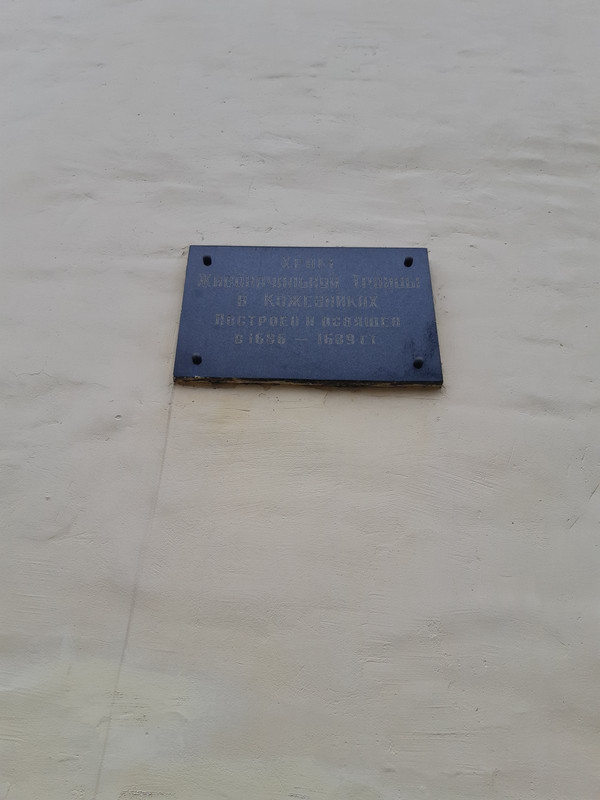 Храм
Живоначальной Троицы
в Кожевниках
Построен и освящен
в 1686 — 1689 гг.